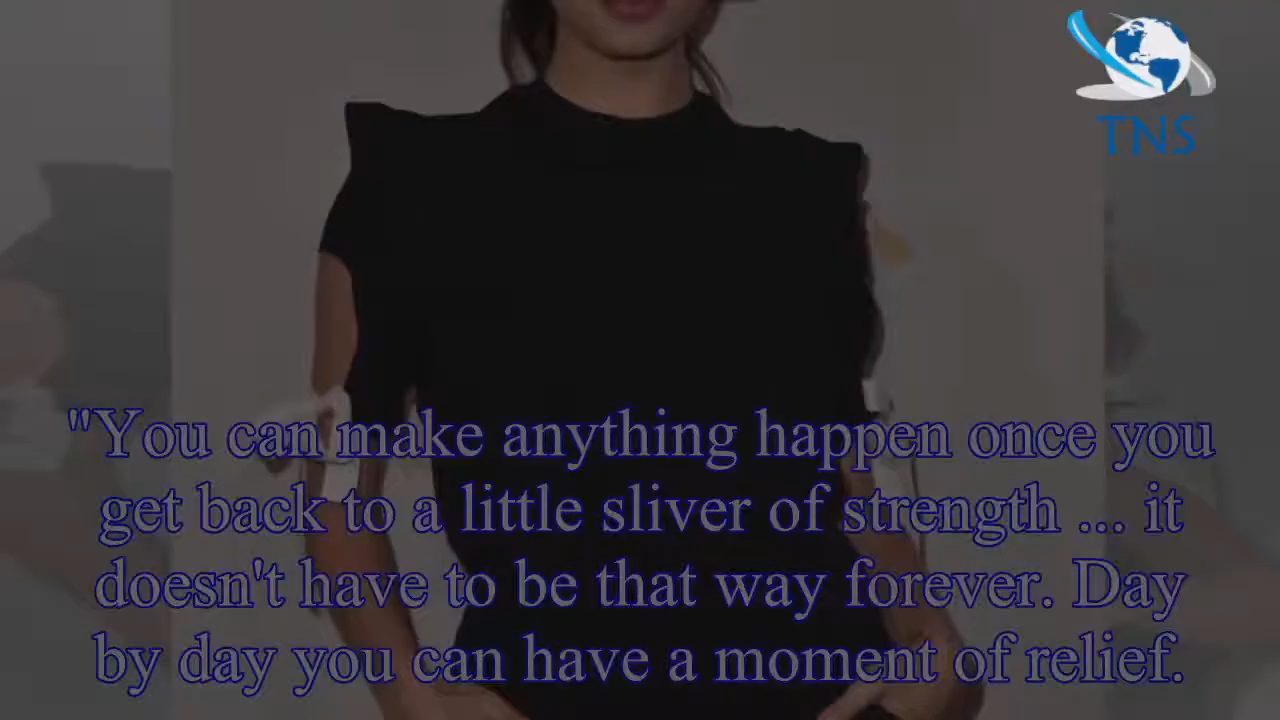 TNS
"You can make anything happen once you
get back to a little sliver of strength ... it
doesn't have to be that way forever. Day
by day you can have a moment of relief.